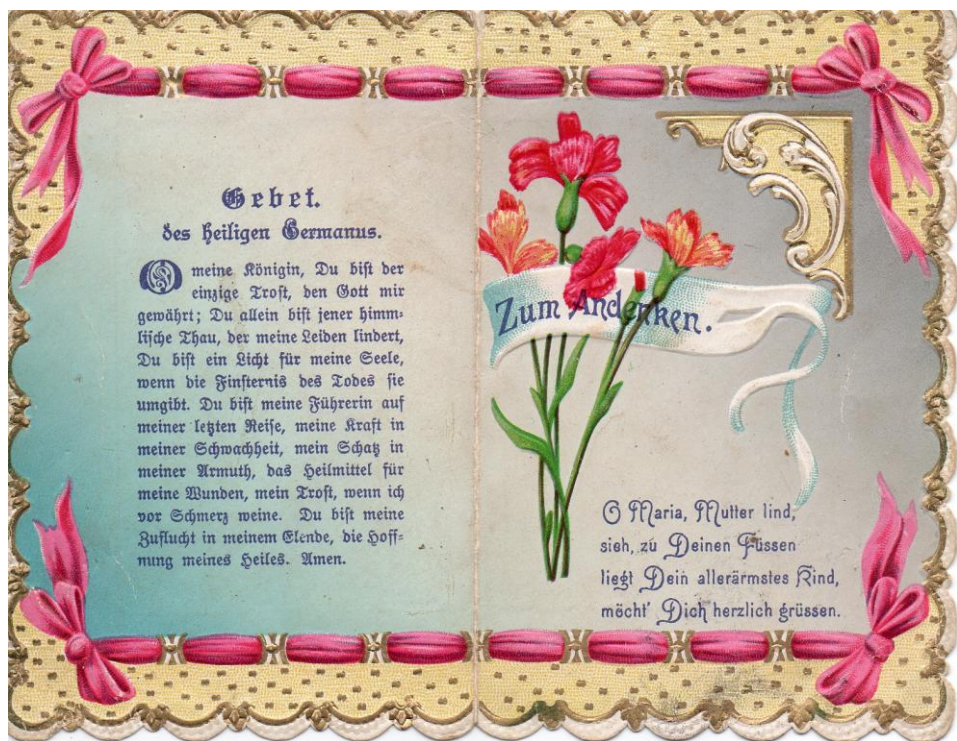 Gebet.
des heiligen Germanus.
O meine Königin, Du bist der
einzige Trost, den Gott mir
gewährt; Du allein bist jener himm-
lische Thau, der meine Leiden lindert,
Du bist ein Licht für meine Seele,
wenn die Finsternis des Todes sie
umgibt. Du bist meine Führerin auf
meiner letzten Reise, meine Kraft in
meiner Schwachheit, mein Schatz in
meiner Armuth, das Heilmittel für
meine Wunden, mein Trost, wenn ich
vor Schmerz weine. Du bist meine
Zuflucht in meinem Elende, die Hoff-
nung meines Heiles. Amen.
Zum Andenken.
O Maria, Mutter lind,
sieh, zu Deinen Füssen
liegt Dein allerärmstes Kind,
möcht' Dich herzlich grüssen.